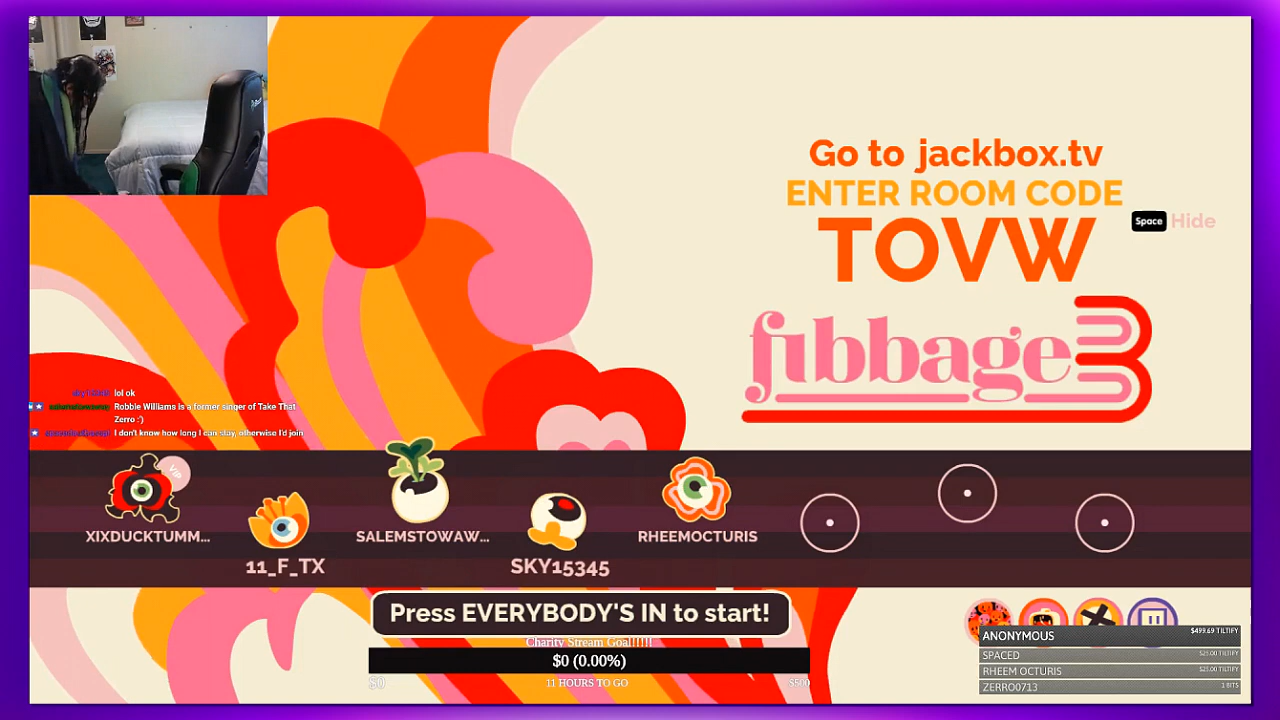 Go to jackbox.tv
ENTER ROOM CODE
TOVW
Space Hide
fibbage 3
lol ok
Robbie Williams is a former singer of Take That
Zerro :')
I don't know how long I can stay, otherwise I'd join
VIP
XIXDUCKTUMM...
11_F_TX
SALEMSTOWAW...
SKY15345
RHEEMOCTURIS
Press EVERYBODY'S IN to start!
Charity Stream Goal!!!!!!
$0 (0.00%)
$0 11 HOURS TO GO $500
ANONYMOUS $499.69 TILTIFY
SPACED $25.00 TILTIFY
RHEEM OCTURIS $25.00 TILTIFY
ZERRO0713 1 BITS